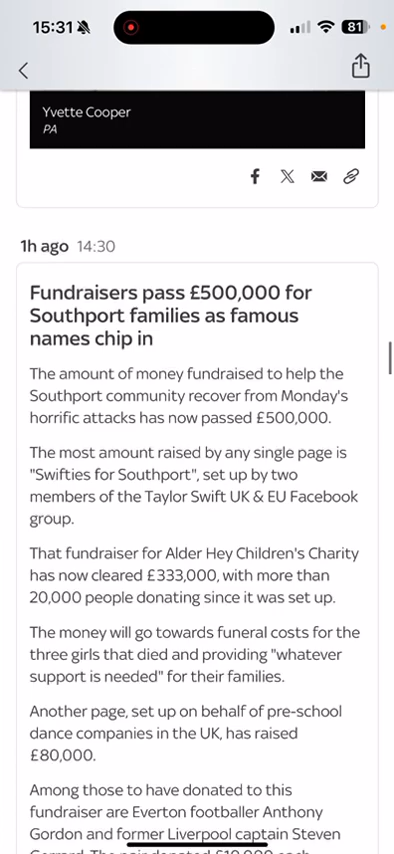 15:31
81
Yvette Cooper
PA
1h ago 14:30
Fundraisers pass £500,000 for
Southport families as famous
names chip in
The amount of money fundraised to help the
Southport community recover from Monday's
horrific attacks has now passed £500,000.
The most amount raised by any single page is
"Swifties for Southport", set up by two
members of the Taylor Swift UK & EU Facebook
group.
That fundraiser for Alder Hey Children's Charity
has now cleared £333,000, with more than
20,000 people donating since it was set up.
The money will go towards funeral costs for the
three girls that died and providing "whatever
support is needed" for their families.
Another page, set up on behalf of pre-school
dance companies in the UK, has raised
£80,000.
Among those to have donated to this
fundraiser are Everton footballer Anthony
Gordon and former Liverpool captain Steven